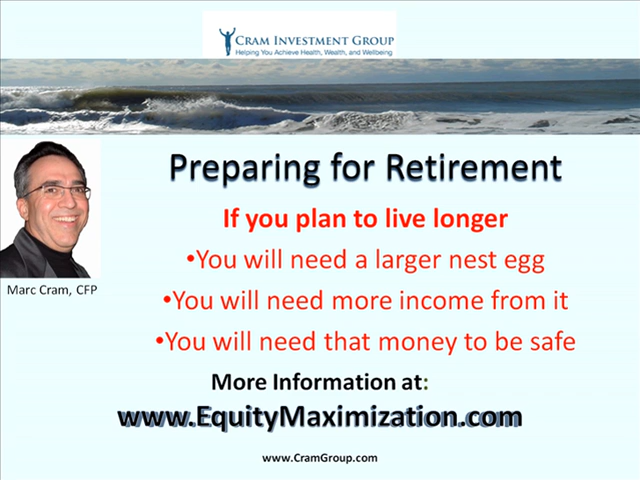 CRAM INVESTMENT GROUP
Helping You Achieve Health, Wealth, and Wellbeing
Preparing for Retirement
If you plan to live longer
•You will need a larger nest egg
•You will need more income from it
•You will need that money to be safe
Marc Cram, CFP
More Information at:
www.EquityMaximization.com
www.CramGroup.com